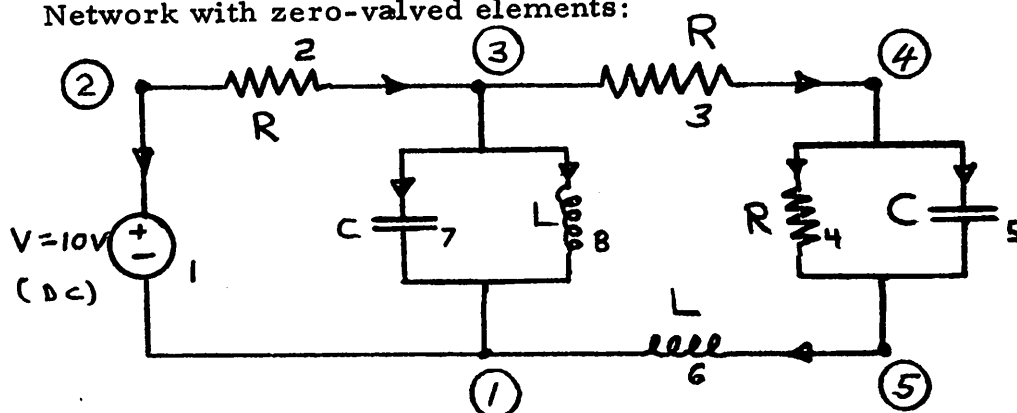 Network with zero-valved elements:
2 3 R 4
2
R 3
V=10V + C 7 L 8 R 4 C 5
(DC) - 1
L
6
1 5